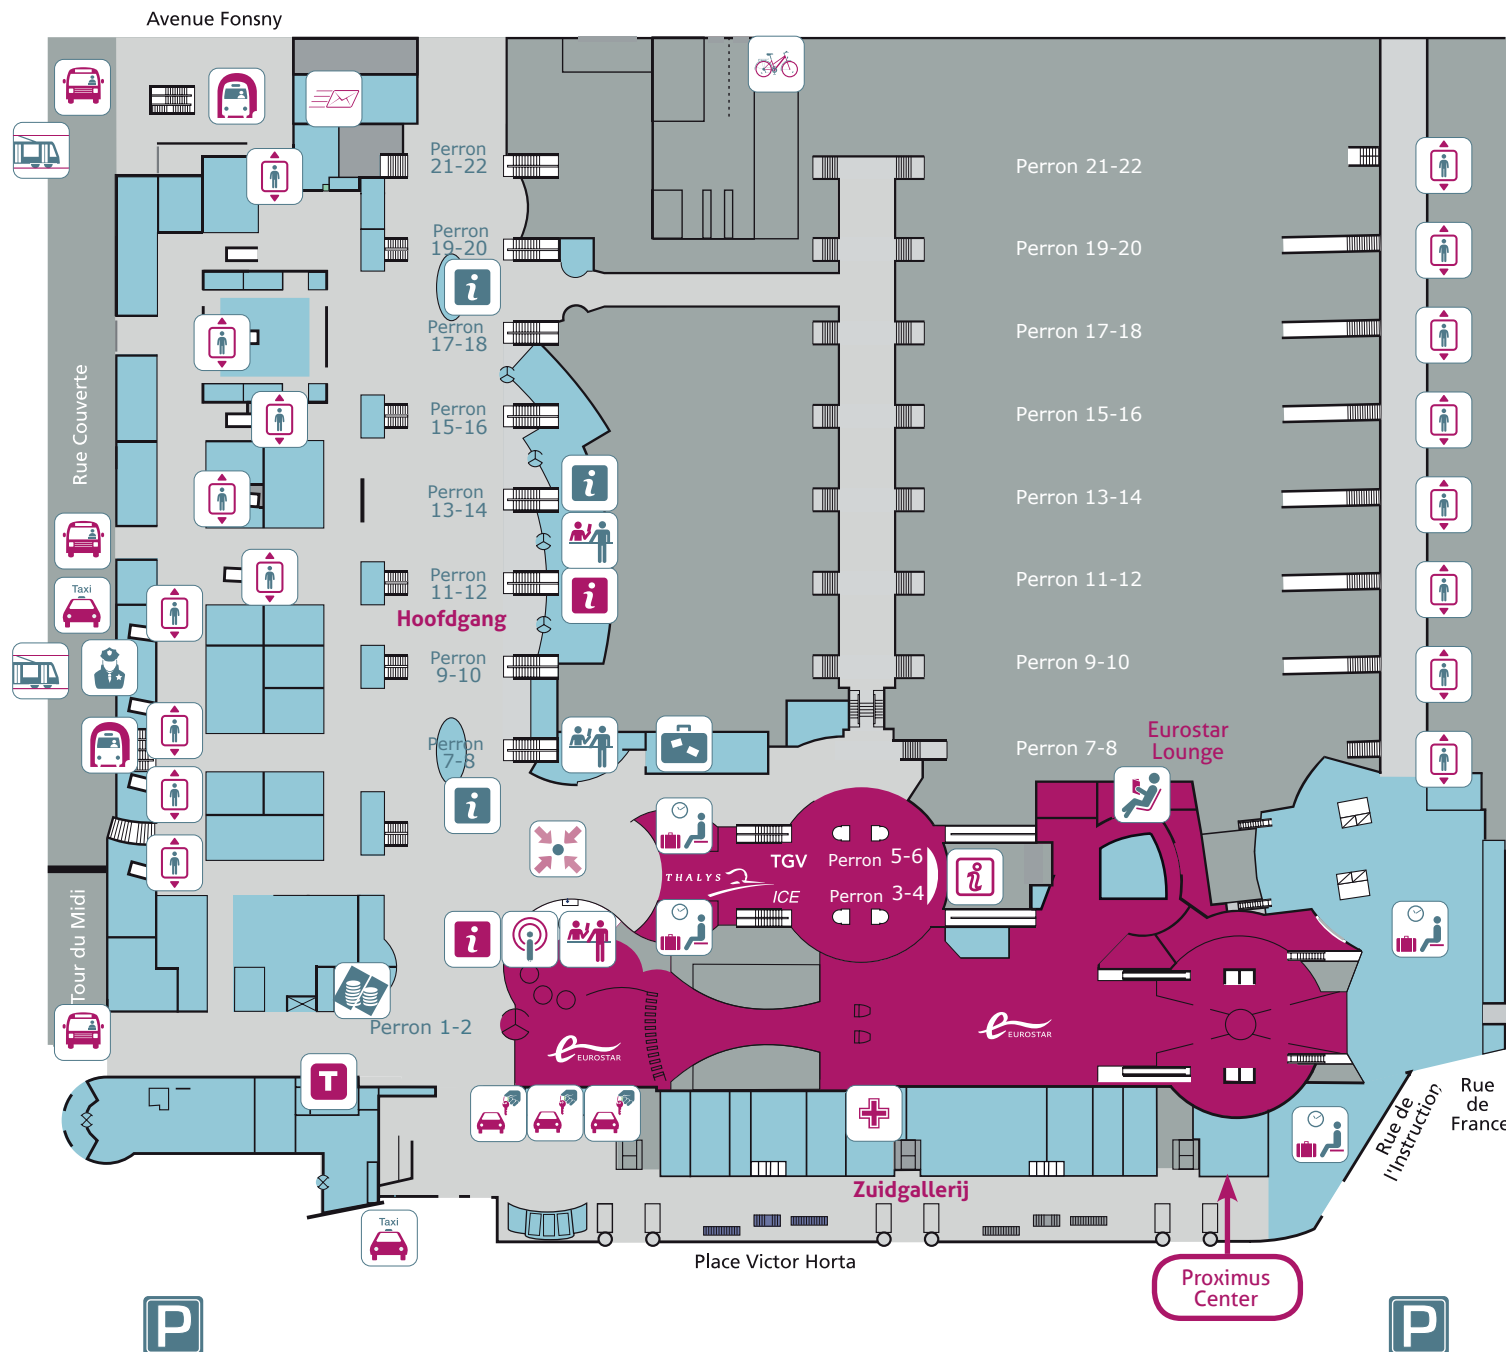 Avenue Fonsny
Perron
21-22
Perron 21-22
Perron
19-20
Perron 19-20
i
Perron
17-18
Perron 17-18
Rue Couverte
Perron
15-16
Perron 15-16
i
Perron
13-14
Perron 13-14
Taxi
Perron
11-12
Perron 11-12
i
Hoofdgang
Perron
9-10
Perron 9-10
Perron
7-8
Perron 7-8
Eurostar
Lounge
i
TGV
Perron 5-6
THALYS
ICE
Perron 3-4
i
i
Tour du Midi
Perron 1-2
e EUROSTAR
e EUROSTAR
T
Rue de
l'Instruction
Rue
de
France
Zuidgallerij
Taxi
Place Victor Horta
Proximus
Center
P
P